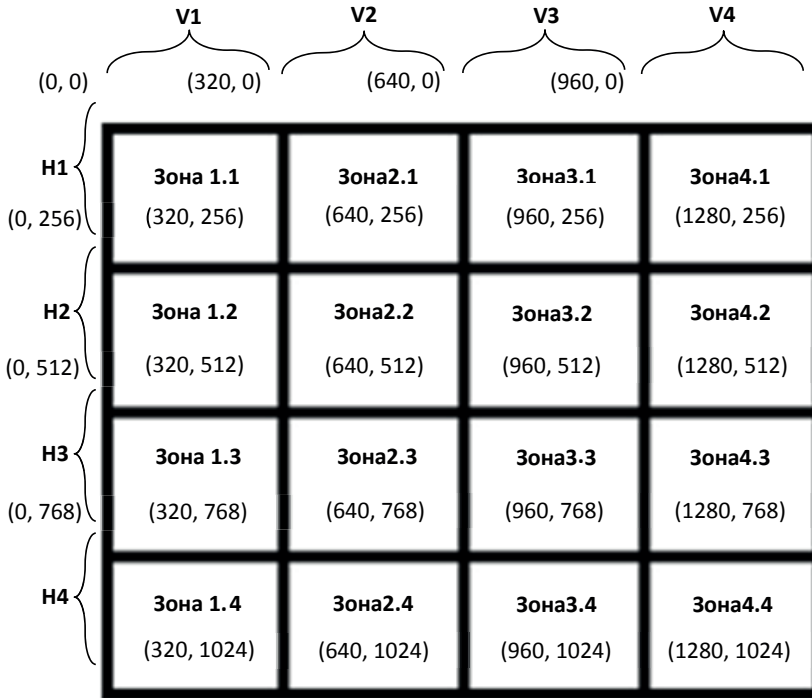 V1 V2 V3 V4
(0, 0) (320, 0) (640, 0) (960, 0)
H1 Зона 1.1 Зона2.1 Зона3.1 Зона4.1
(0, 256) (320, 256) (640, 256) (960, 256) (1280, 256)
H2 Зона 1.2 Зона2.2 Зона3.2 Зона4.2
(0, 512) (320, 512) (640, 512) (960, 512) (1280, 512)
H3 Зона 1.3 Зона2.3 Зона3.3 Зона4.3
(0, 768) (320, 768) (640, 768) (960, 768) (1280, 768)
H4 Зона 1.4 Зона2.4 Зона3.4 Зона4.4
(320, 1024) (640, 1024) (960, 1024) (1280, 1024)